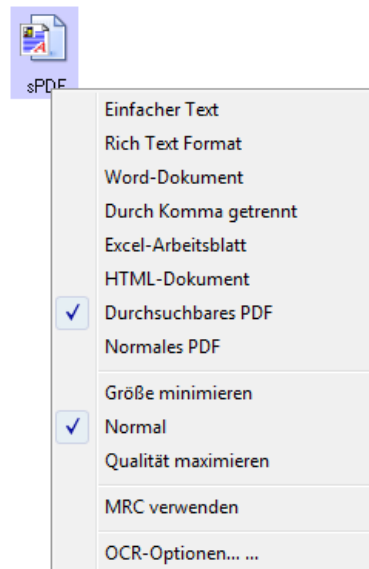 sPDF
Einfacher Text
Rich Text Format
Word-Dokument
Durch Komma getrennt
Excel-Arbeitsblatt
HTML-Dokument
Durchsuchbares PDF
Normales PDF
Größe minimieren
Normal
Qualität maximieren
MRC verwenden
OCR-Optionen... ...